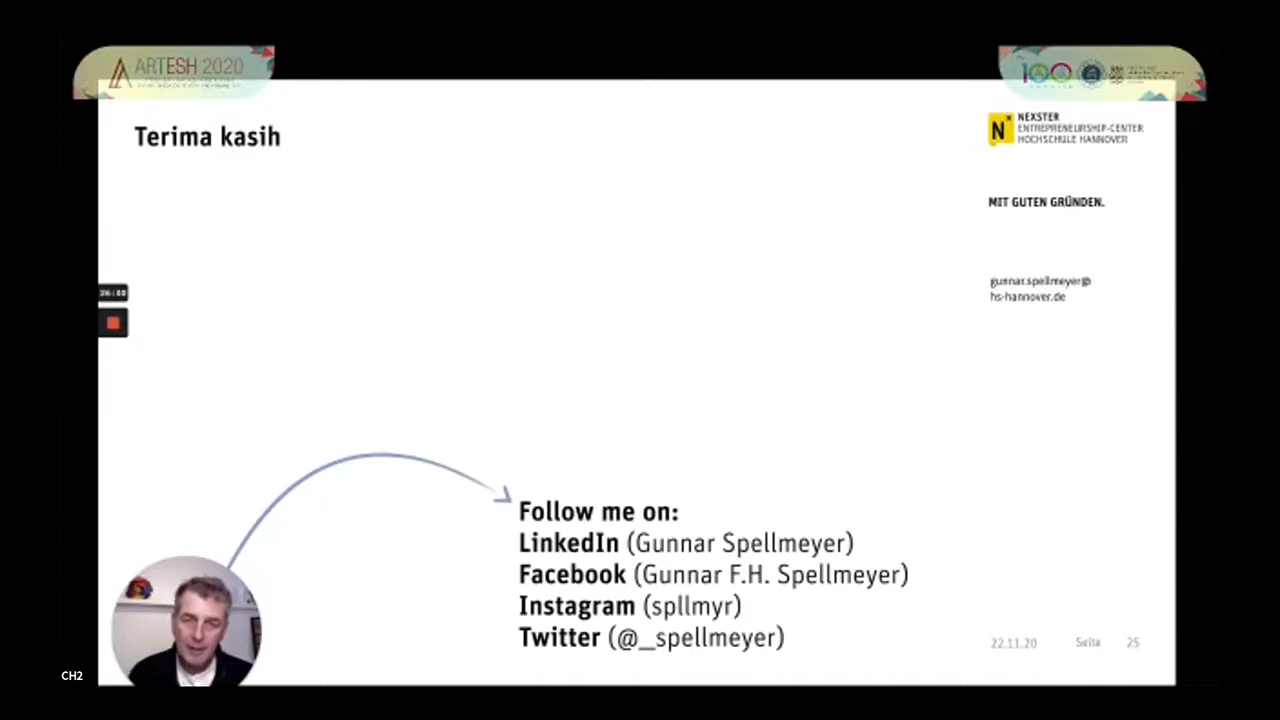 ARTESH 2020
100
Terima kasih
N
NEXSTER
ENTREPRENEURSHIP-CENTER
HOCHSCHULE HANNOVER
MIT GUTEN GRÜNDEN.
gunnar.spellmeyer@
hs-hannover.de
Follow me on:
LinkedIn (Gunnar Spellmeyer)
Facebook (Gunnar F.H. Spellmeyer)
Instagram (spllmyr)
Twitter (@_spellmeyer)
22.11.20 Seite 25
CH2